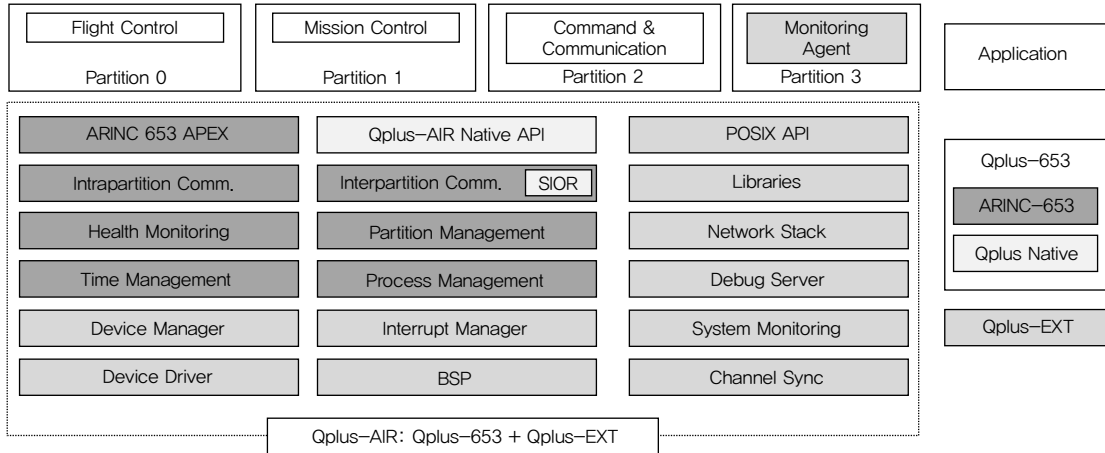 Flight Control
Partition 0
Mission Control
Partition 1
Command &
Communication
Partition 2
Monitoring
Agent
Partition 3
Application
ARINC 653 APEX
Qplus-AIR Native API
POSIX API
Intrapartition Comm.
Interpartition Comm.
SIOR
Libraries
Health Monitoring
Partition Management
Network Stack
Time Management
Process Management
Debug Server
Device Manager
Interrupt Manager
System Monitoring
Device Driver
BSP
Channel Sync
Qplus-AIR: Qplus-653 + Qplus-EXT
Qplus-653
ARINC-653
Qplus Native
Qplus-EXT